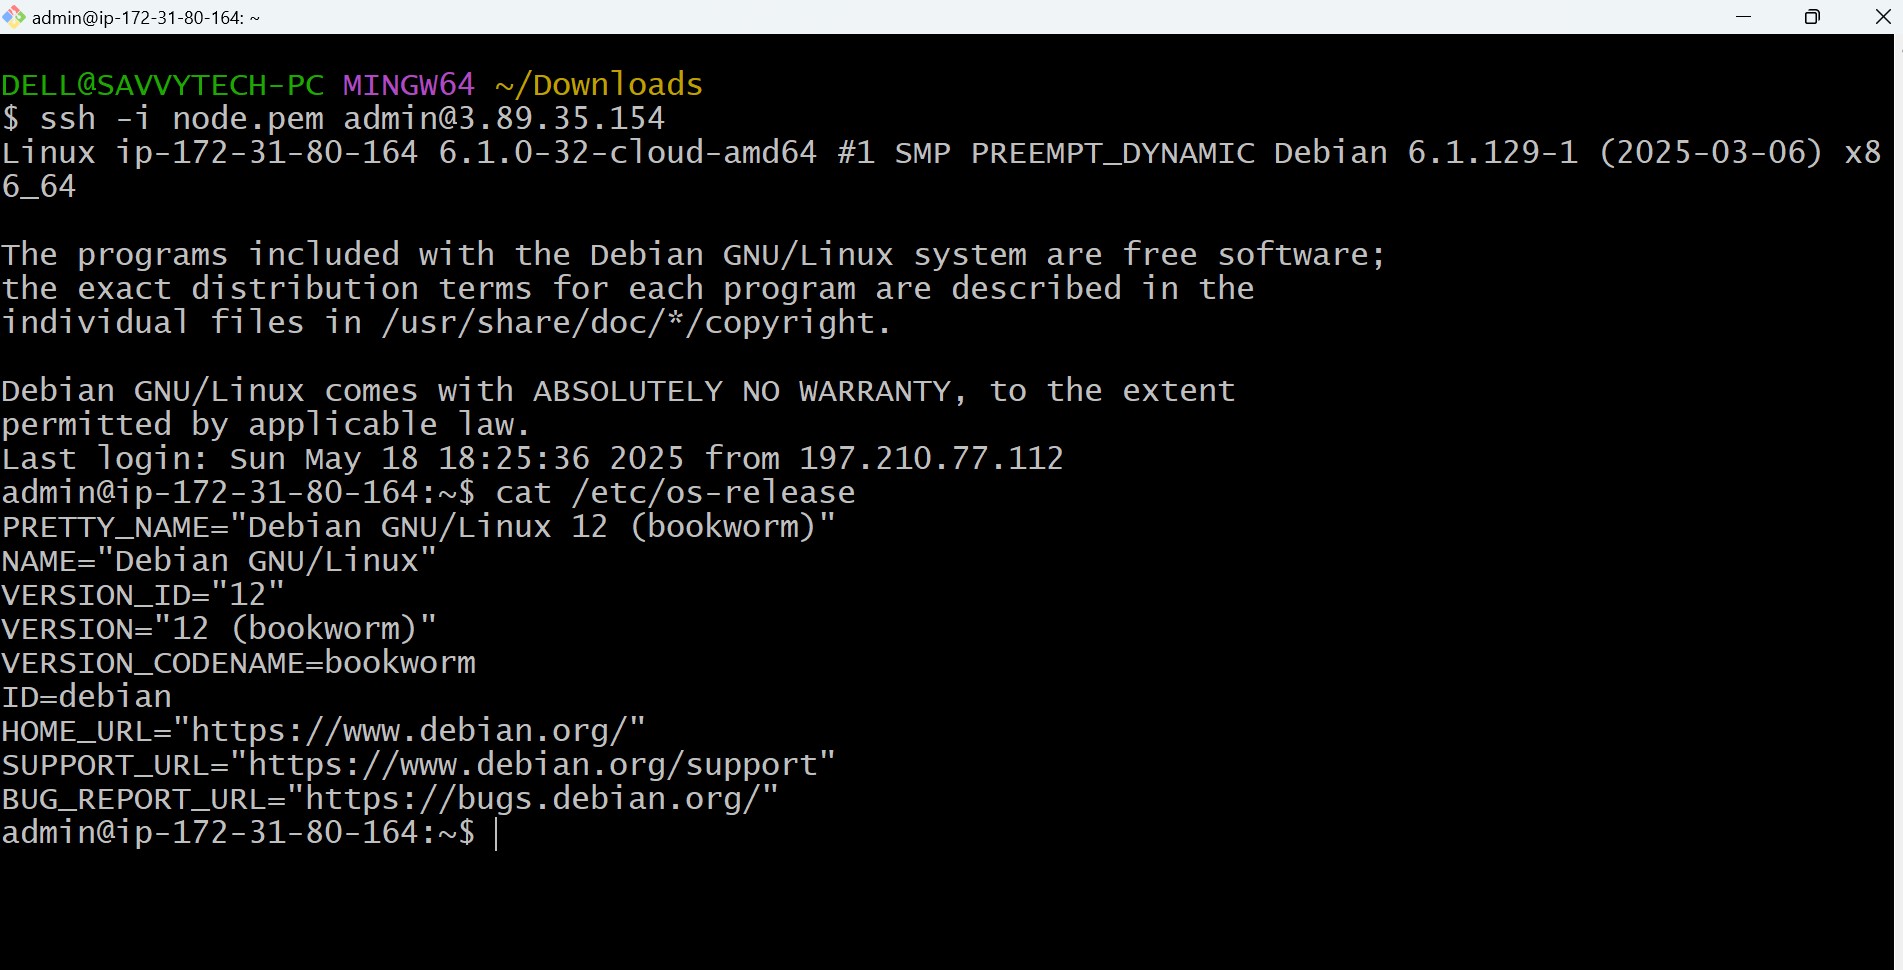 admin@ip-172-31-80-164: ~
DELL@SAVVYTECH-PC MINGW64 ~/Downloads
$ ssh -i node.pem admin@3.89.35.154
Linux ip-172-31-80-164 6.1.0-32-cloud-amd64 #1 SMP PREEMPT_DYNAMIC Debian 6.1.129-1 (2025-03-06) x8
6_64
The programs included with the Debian GNU/Linux system are free software;
the exact distribution terms for each program are described in the
individual files in /usr/share/doc/*/copyright.
Debian GNU/Linux comes with ABSOLUTELY NO WARRANTY, to the extent
permitted by applicable law.
Last login: Sun May 18 18:25:36 2025 from 197.210.77.112
admin@ip-172-31-80-164:~$ cat /etc/os-release
PRETTY_NAME="Debian GNU/Linux 12 (bookworm)"
NAME="Debian GNU/Linux"
VERSION_ID="12"
VERSION="12 (bookworm)"
VERSION_CODENAME=bookworm
ID=debian
HOME_URL="https://www.debian.org/"
SUPPORT_URL="https://www.debian.org/support"
BUG_REPORT_URL="https://bugs.debian.org/"
admin@ip-172-31-80-164:~$